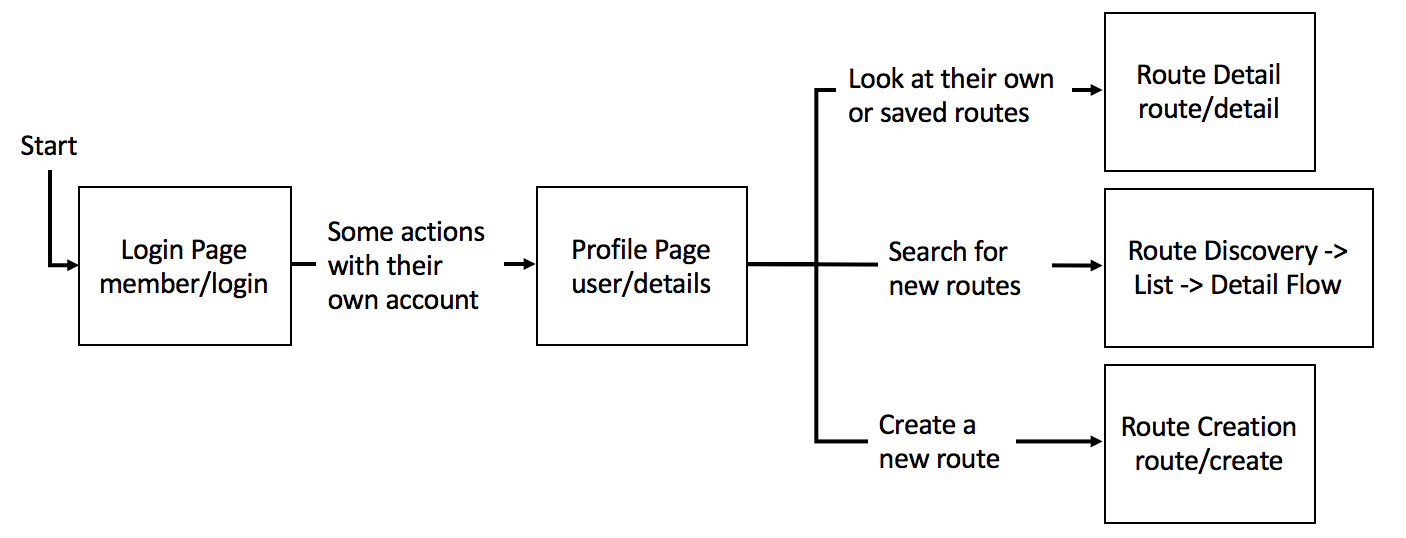 Start
Login Page
member/login
Some actions
with their
own account
Profile Page
user/details
Look at their own
or saved routes
Route Detail
route/detail
Search for
new routes
Route Discovery ->
List -> Detail Flow
Create a
new route
Route Creation
route/create